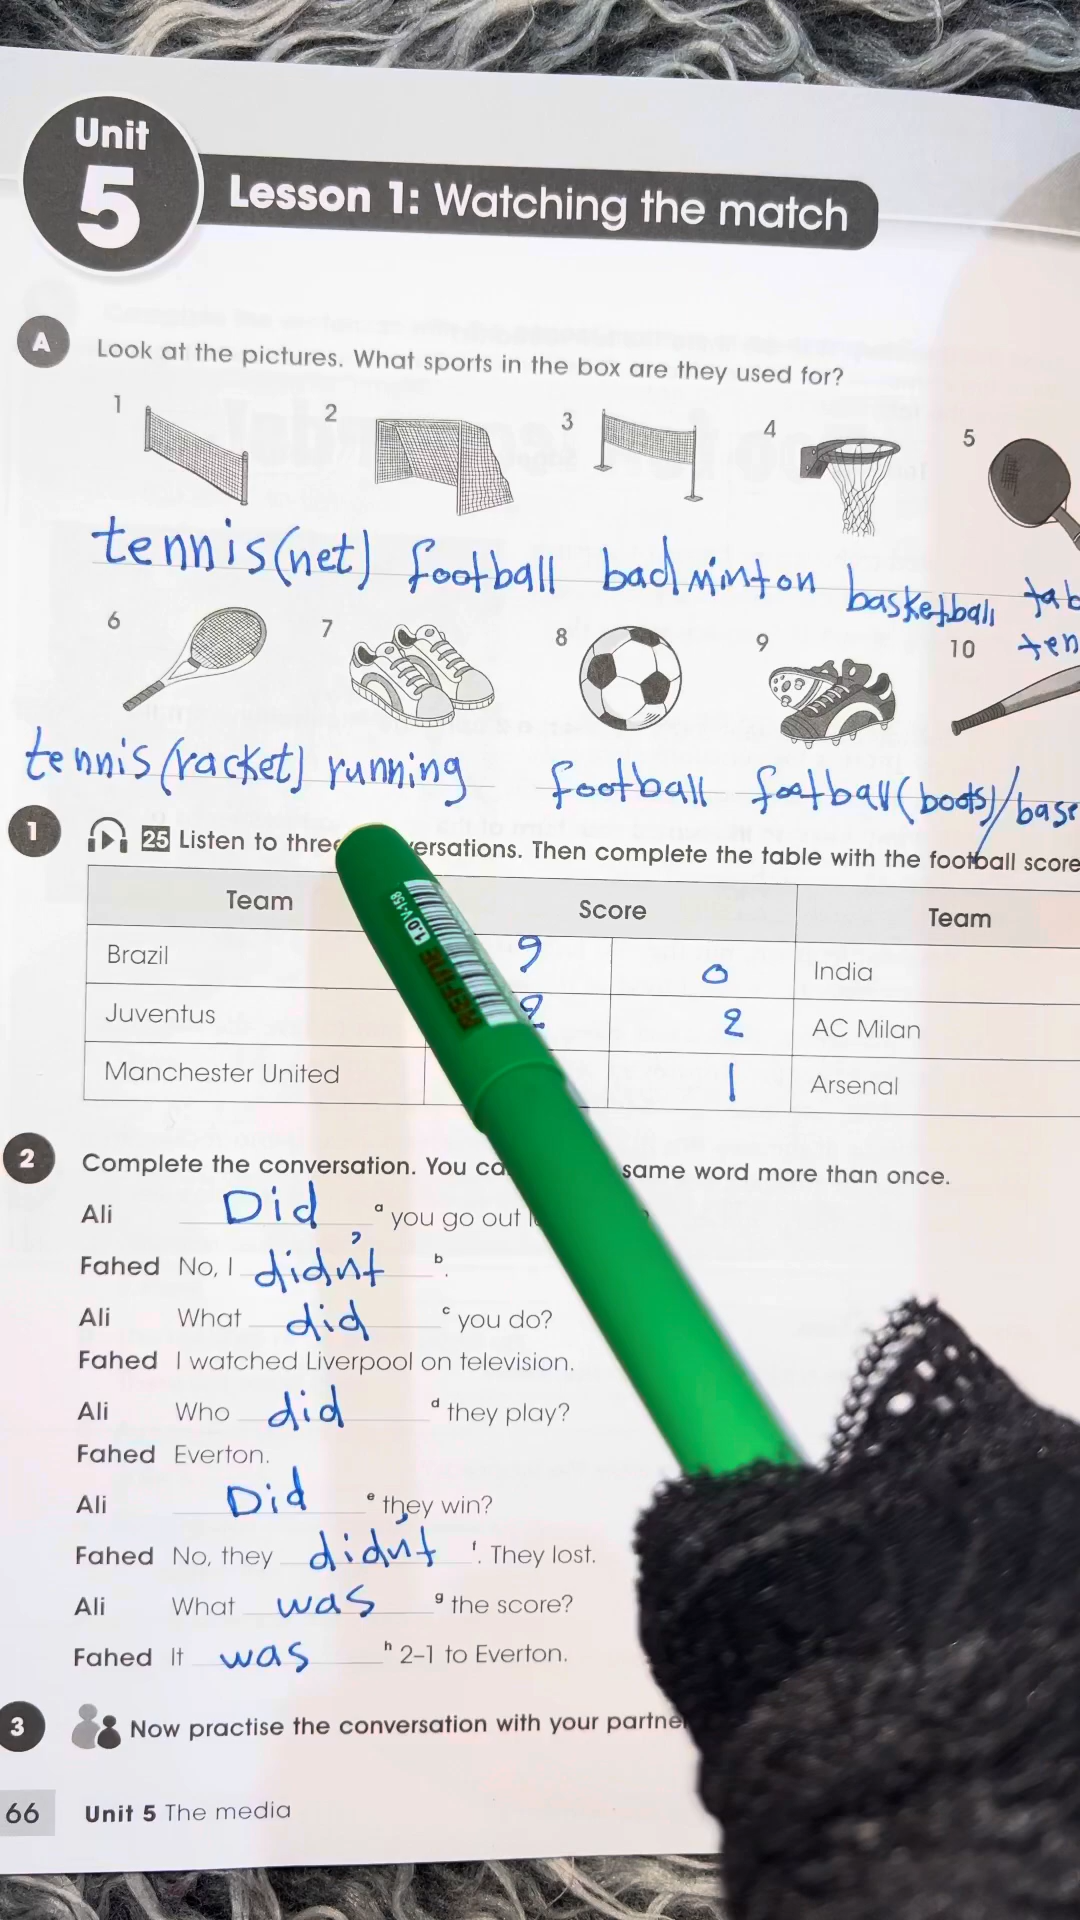 Unit
5
Lesson 1: Watching the match
A Look at the pictures. What sports in the box are they used for?
1 2 3 4 5
tennis(net) football badminton basketball
6 7 8 9 10
tennis (racket) running football football (boots)/
1 25 Listen to three ersations. Then complete the table with the football score
Team Score Team
Brazil 9 0 India
Juventus 2 2 AC Milan
Manchester United 1 Arsenal
2 Complete the conversation. You same word more than once.
Ali Did a you go out
Fahed No, I didn't b.
Ali What did c you do?
Fahed I watched Liverpool on television.
Ali Who did d they play?
Fahed Everton.
Ali Did e they win?
Fahed No, they didn't f. They lost.
Ali What was g the score?
Fahed It was h 2–1 to Everton.
3 Now practise the conversation with your
66 Unit 5 The media
REFINE 1.0 V-158